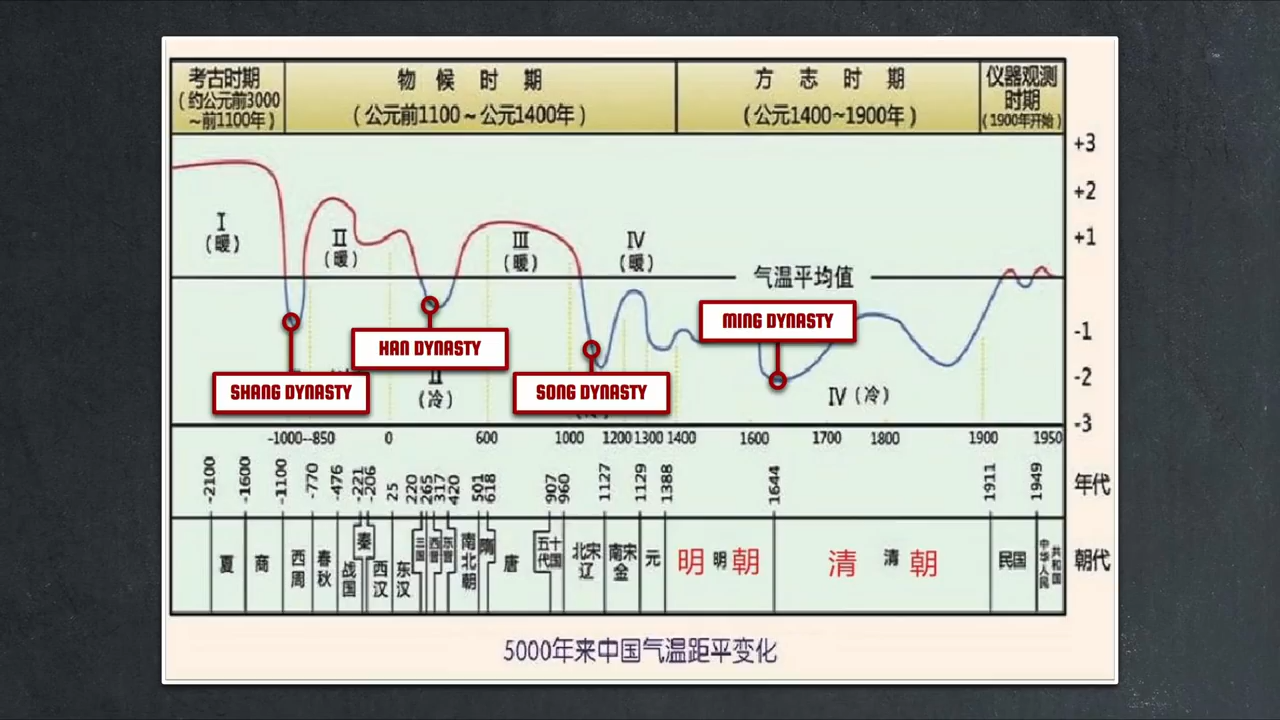 考古时期
(约公元前3000
~前1100年)
物候时期
(公元前1100~公元1400年)
方志时期
(公元1400~1900年)
仪器观测
时期
(1900年开始)
+3
+2
+1
-1
-2
-3
I
(暖)
II
(暖)
III
(暖)
IV
(暖)
气温平均值
SHANG DYNASTY
HAN DYNASTY
SONG DYNASTY
MING DYNASTY
II
(冷)
IV (冷)
-1000--850 0 600 1000 1200 1300 1400 1600 1700 1800 1900 1950
-2100 -1600 -1100 -770 -476 -221 -206 25 220 265 317 420 501 618 907 960 1127 1129 1388 1644 1911 1949 年代
夏 商 西周 春秋 战国 秦 西汉 东汉 三国 西晋 东晋 南北朝 隋 唐 五代十国 北宋辽 南宋金 元 明 明 朝 清 清 朝 民国 中华人民共和国 朝代
5000年来中国气温距平变化